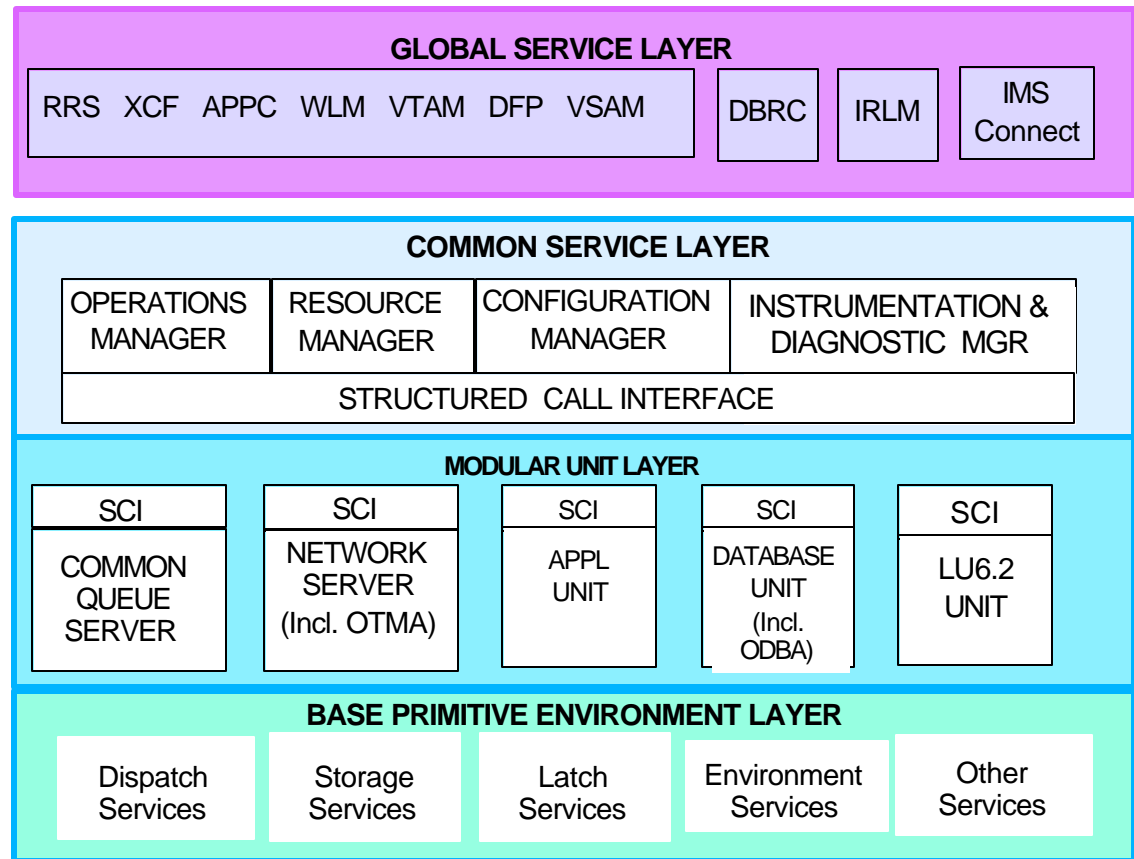 GLOBAL SERVICE LAYER
RRS XCF APPC WLM VTAM DFP VSAM
DBRC
IRLM
IMS
Connect
COMMON SERVICE LAYER
OPERATIONS
MANAGER
RESOURCE
MANAGER
CONFIGURATION
MANAGER
INSTRUMENTATION &
DIAGNOSTIC MGR
STRUCTURED CALL INTERFACE
MODULAR UNIT LAYER
SCI
COMMON
QUEUE
SERVER
SCI
NETWORK
SERVER
(Incl. OTMA)
SCI
APPL
UNIT
SCI
DATABASE
UNIT
(Incl.
ODBA)
SCI
LU6.2
UNIT
BASE PRIMITIVE ENVIRONMENT LAYER
Dispatch
Services
Storage
Services
Latch
Services
Environment
Services
Other
Services